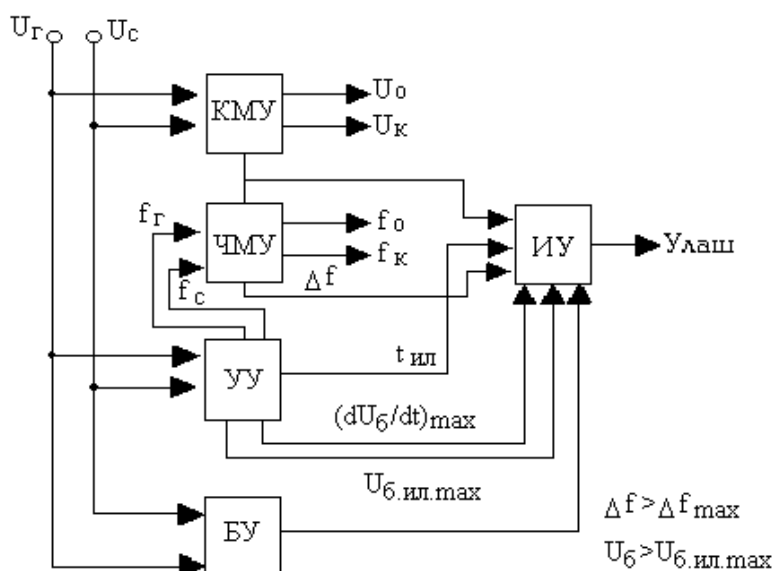 Uг Uс
КМУ
Uо
Uк
fг
ЧМУ
fо
fк
Δf
fс
ИУ
Улаш
УУ
tил
(dUб/dt)max
Uб.ил.max
БУ
Δf>Δfmax
Uб>Uб.ил.max